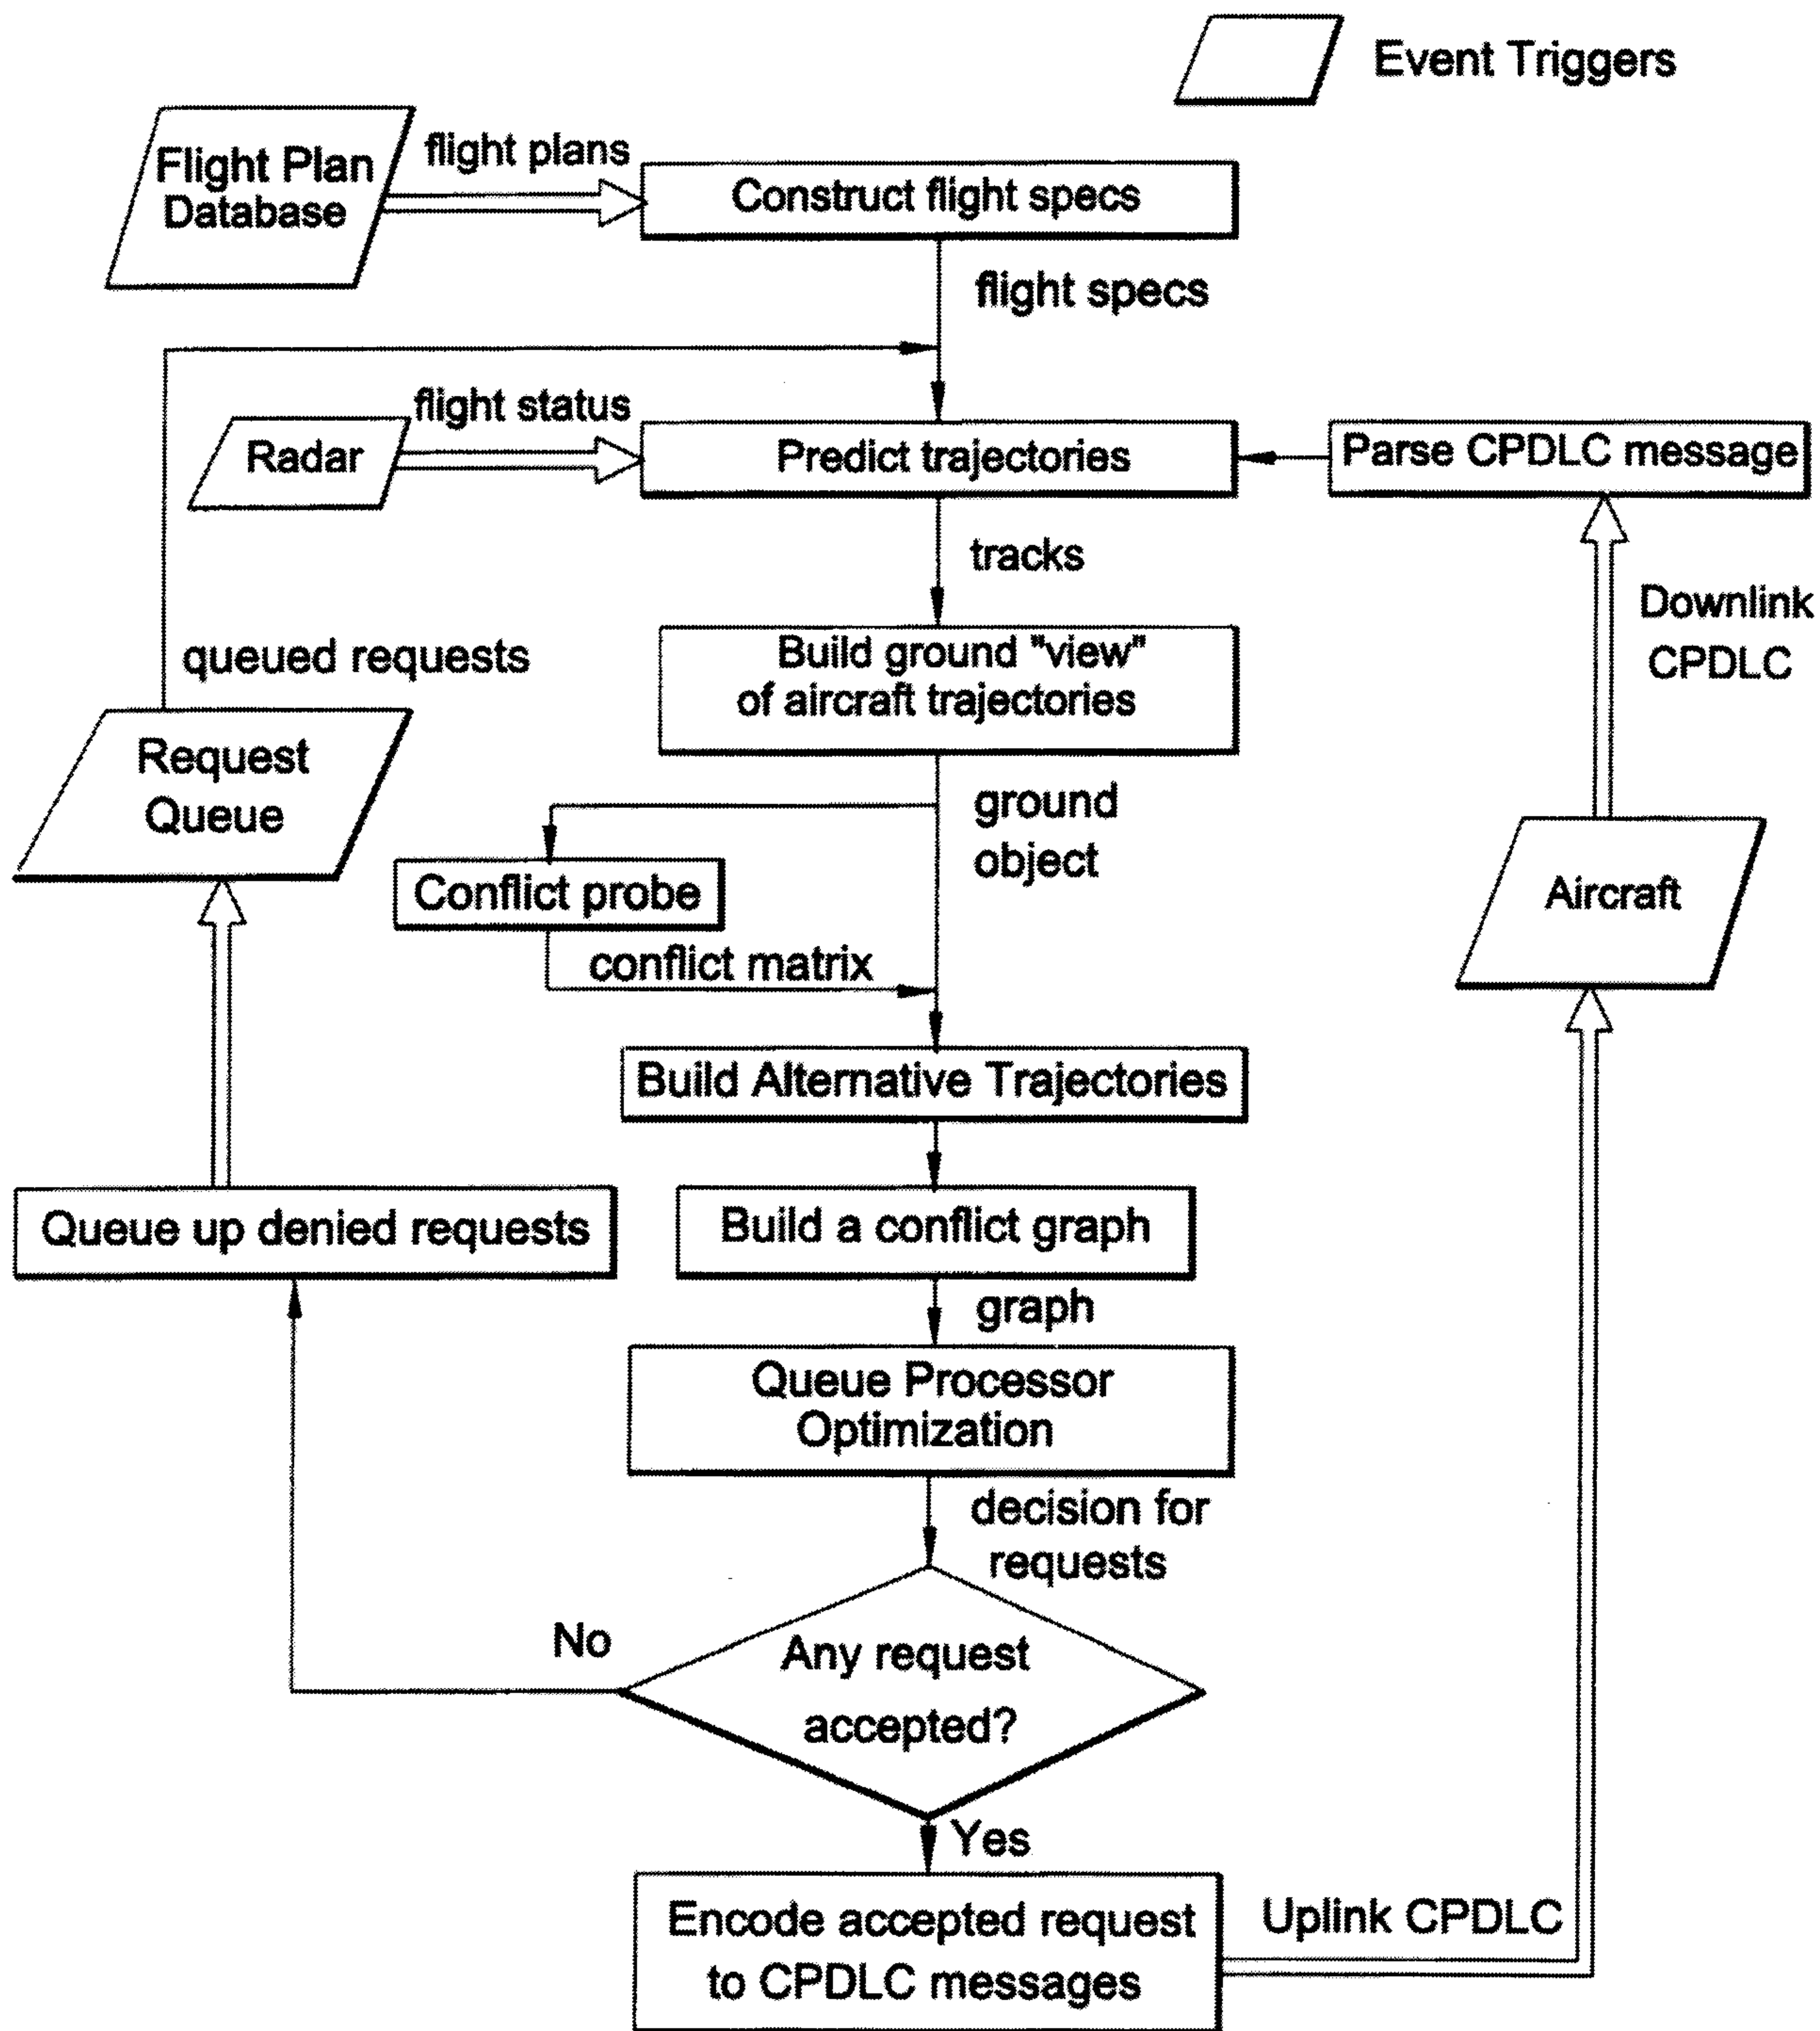 Event Triggers
flight plans
Flight Plan
Database
Construct flight specs
flight specs
flight status
Radar
Predict trajectories
Parse CPDLC message
tracks
Downlink
CPDLC
queued requests
Build ground "view"
of aircraft trajectories
Request
Queue
ground
object
Conflict probe
Aircraft
conflict matrix
Build Alternative Trajectories
Queue up denied requests
Build a conflict graph
graph
Queue Processor
Optimization
decision for
requests
No
Any request
accepted?
Yes
Encode accepted request
to CPDLC messages
Uplink CPDLC